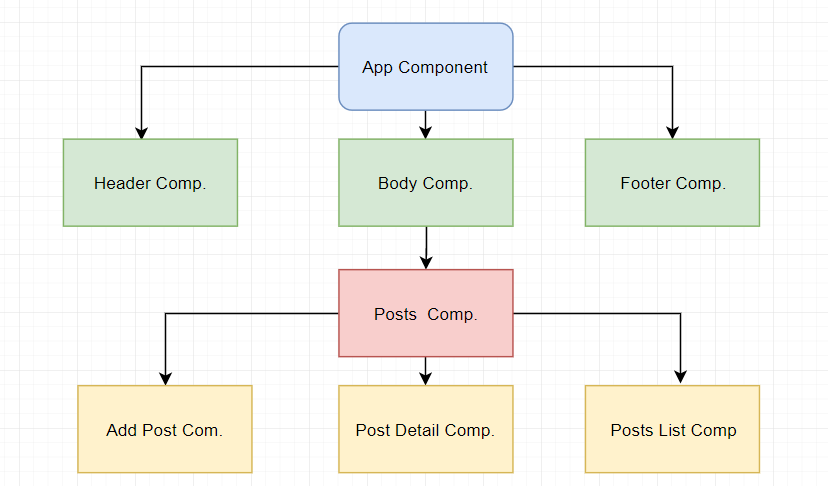 App Component
Header Comp.
Body Comp.
Footer Comp.
Posts  Comp.
Add Post Com.
Post Detail Comp.
Posts List Comp